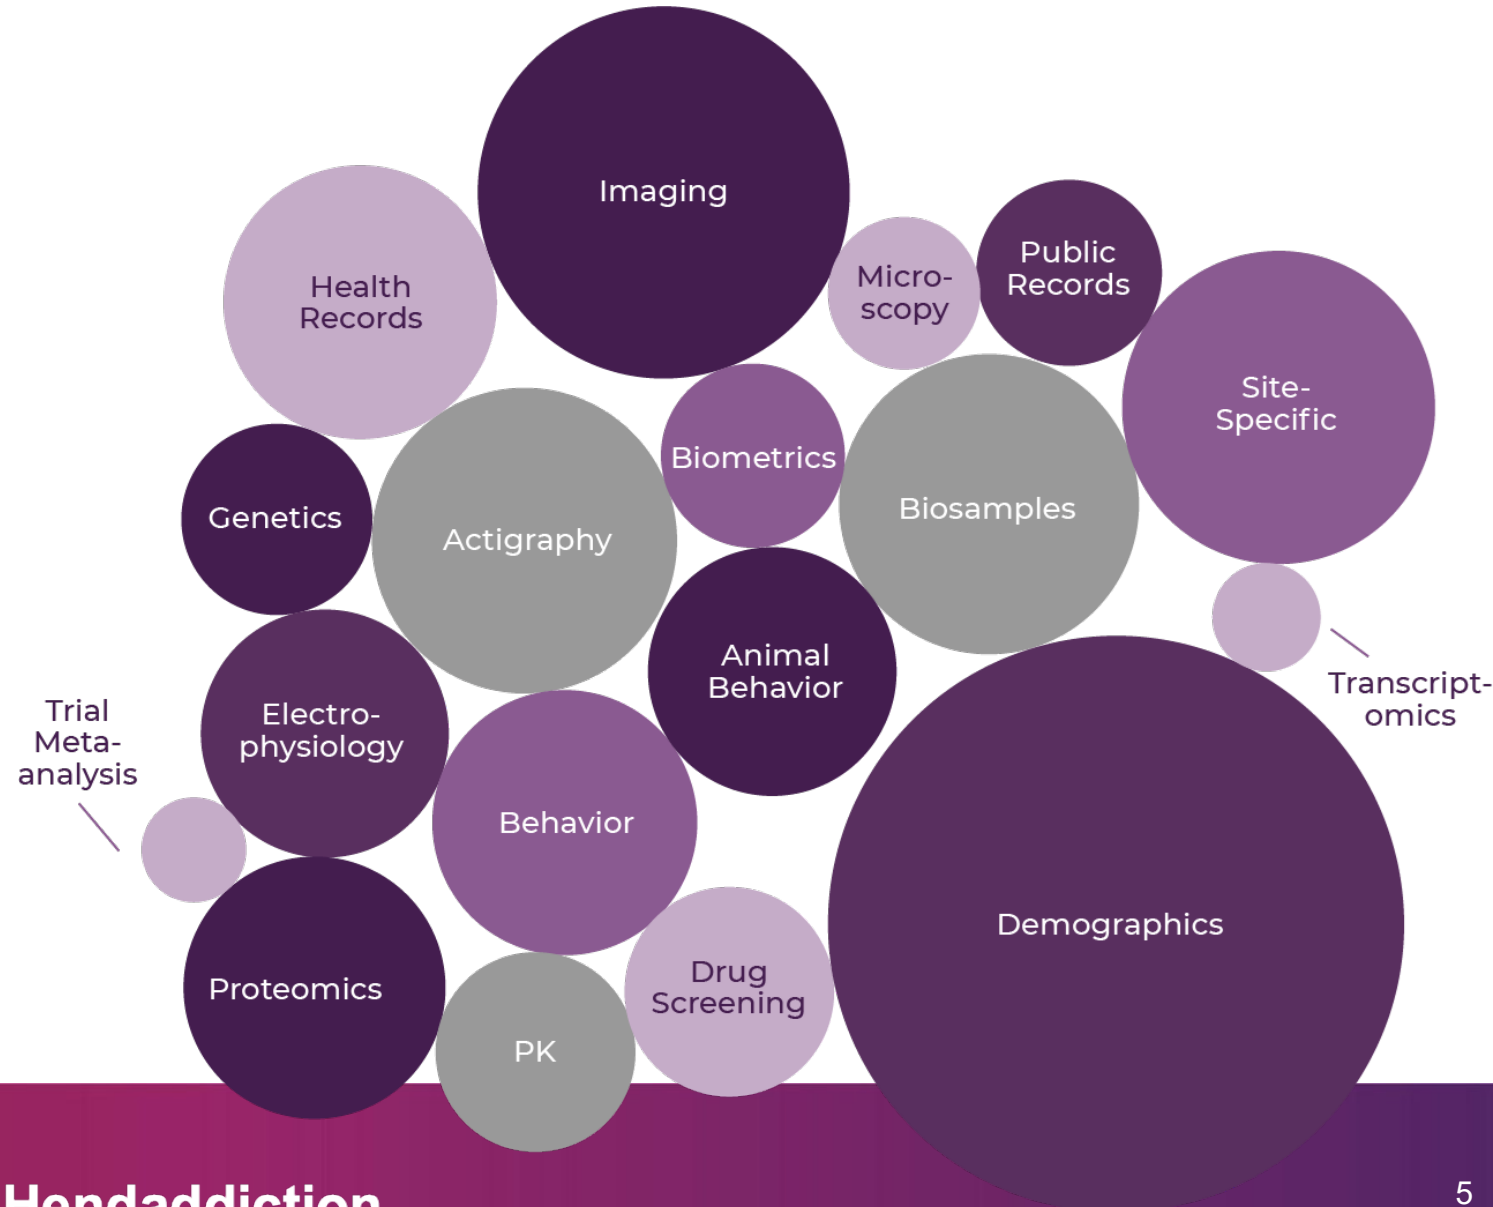 Imaging
Health
Records
Micro-
scopy
Public
Records
Site-
Specific
Biometrics
Genetics
Actigraphy
Biosamples
Animal
Behavior
Transcript-
omics
Trial
Meta-
analysis
Electro-
physiology
Behavior
Demographics
Proteomics
Drug
Screening
PK
Hendaddiction
5